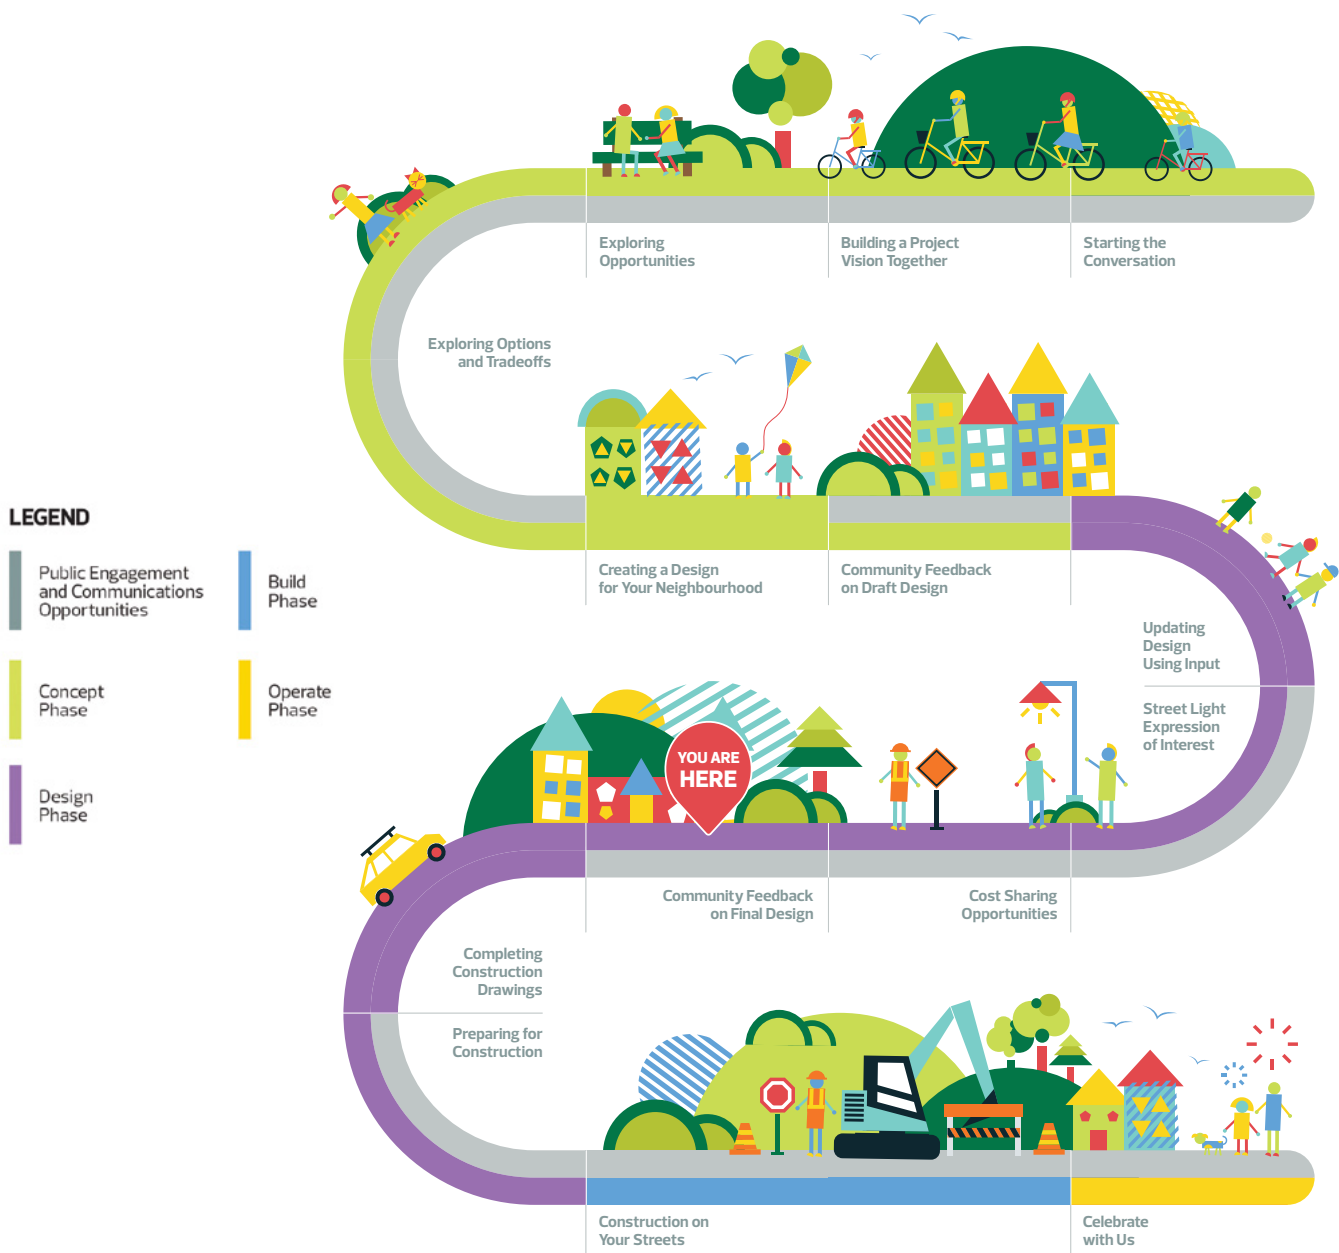 Exploring
Opportunities
Building a Project
Vision Together
Starting the
Conversation
Exploring Options
and Tradeoffs
LEGEND
Public Engagement
and Communications
Opportunities
Build
Phase
Concept
Phase
Operate
Phase
Design
Phase
Creating a Design
for Your Neighbourhood
Community Feedback
on Draft Design
Updating
Design
Using Input
Street Light
Expression
of Interest
YOU ARE
HERE
Community Feedback
on Final Design
Cost Sharing
Opportunities
Completing
Construction
Drawings
Preparing for
Construction
Construction on
Your Streets
Celebrate
with Us